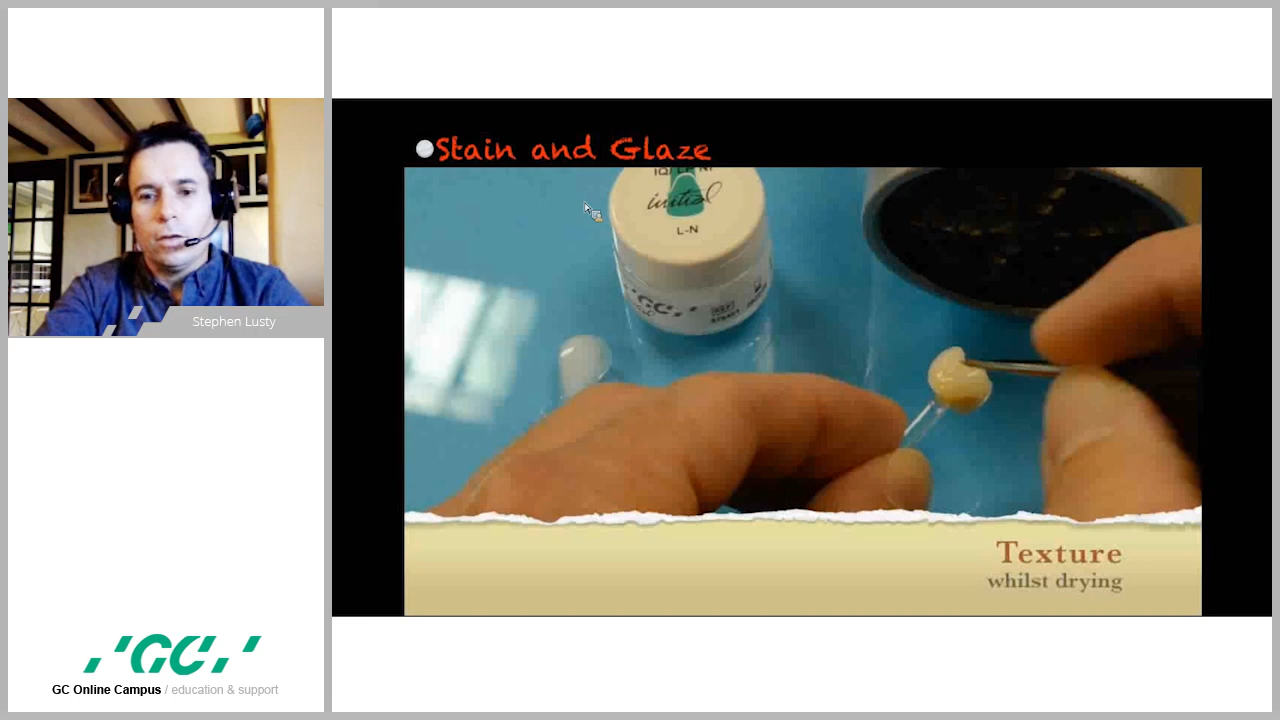 Stain and Glaze
initial
L-N
GC
Texture
whilst drying
Stephen Lusty
GC
GC Online Campus / education & support